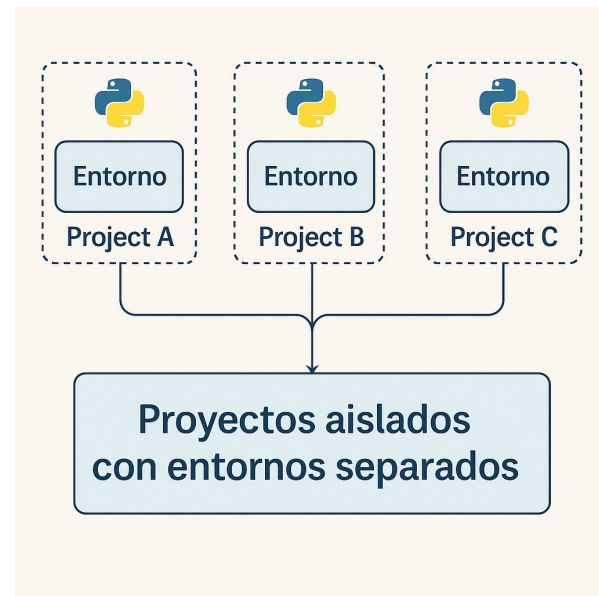 Entorno
Project A
Entorno
Project B
Entorno
Project C
Proyectos aislados
con entornos separados